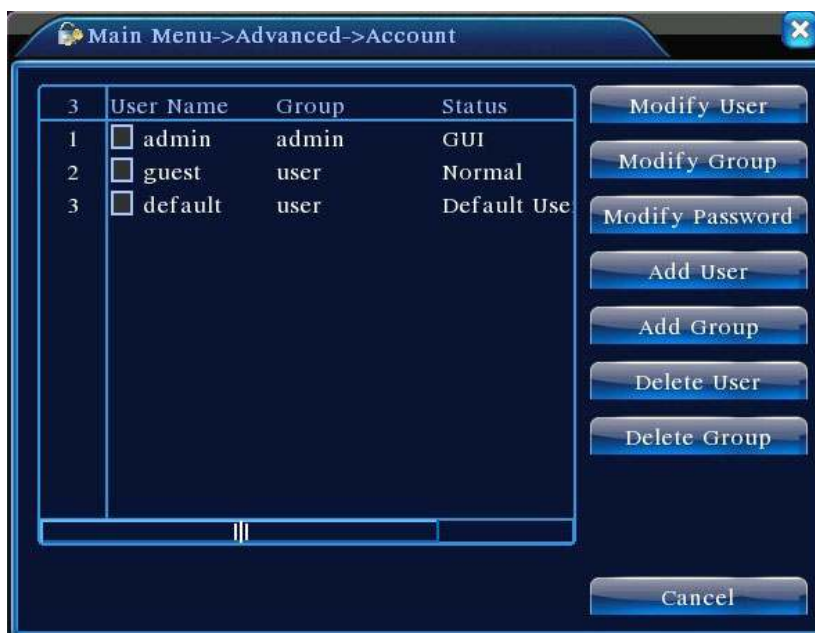 Main Menu->Advanced->Account
3 User Name Group Status
1 admin admin GUI
2 guest user Normal
3 default user Default Use
Modify User
Modify Group
Modify Password
Add User
Add Group
Delete User
Delete Group
Cancel